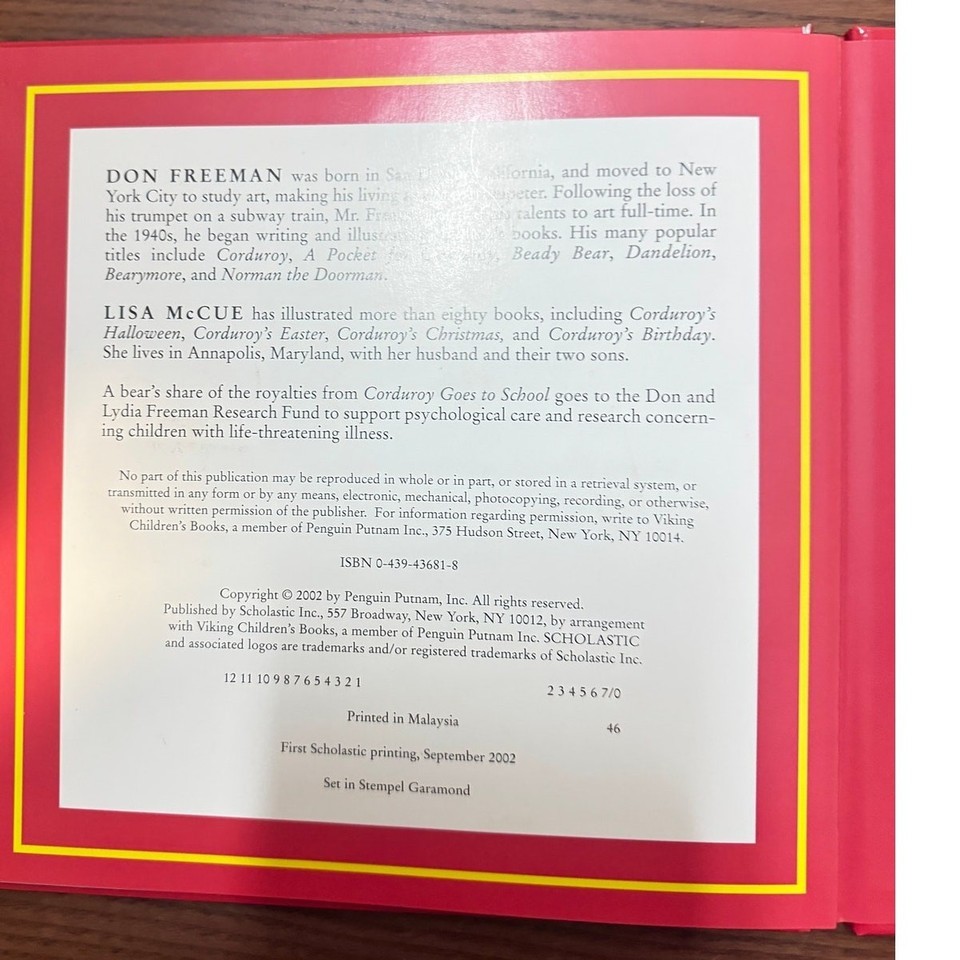 DON FREEMAN was born in San California, and moved to New
York City to study art, making his living trumpeter. Following the loss of
his trumpet on a subway train, Mr. Freeman talents to art full-time. In
the 1940s, he began writing and illustrating books. His many popular
titles include Corduroy, A Pocket for Corduroy, Beady Bear, Dandelion,
Bearymore, and Norman the Doorman.
LISA McCUE has illustrated more than eighty books, including Corduroy's
Halloween, Corduroy's Easter, Corduroy's Christmas, and Corduroy's Birthday.
She lives in Annapolis, Maryland, with her husband and their two sons.
A bear's share of the royalties from Corduroy Goes to School goes to the Don and
Lydia Freeman Research Fund to support psychological care and research concern-
ing children with life-threatening illness.
No part of this publication may be reproduced in whole or in part, or stored in a retrieval system, or
transmitted in any form or by any means, electronic, mechanical, photocopying, recording, or otherwise,
without written permission of the publisher. For information regarding permission, write to Viking
Children's Books, a member of Penguin Putnam Inc., 375 Hudson Street, New York, NY 10014.
ISBN 0-439-43681-8
Copyright © 2002 by Penguin Putnam, Inc. All rights reserved.
Published by Scholastic Inc., 557 Broadway, New York, NY 10012, by arrangement
with Viking Children's Books, a member of Penguin Putnam Inc. SCHOLASTIC
and associated logos are trademarks and/or registered trademarks of Scholastic Inc.
12 11 10 9 8 7 6 5 4 3 2 1
2 3 4 5 6 7/0
Printed in Malaysia
46
First Scholastic printing, September 2002
Set in Stempel Garamond